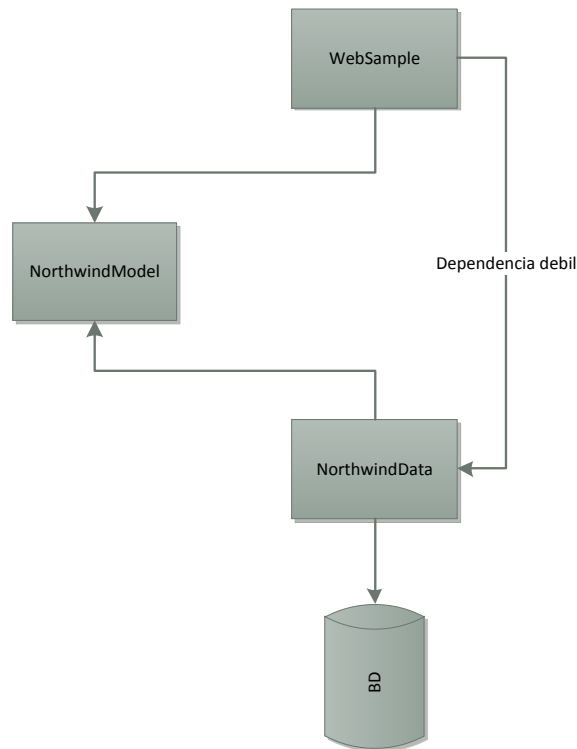 WebSample
NorthwindModel
Dependencia debil
NorthwindData
BD